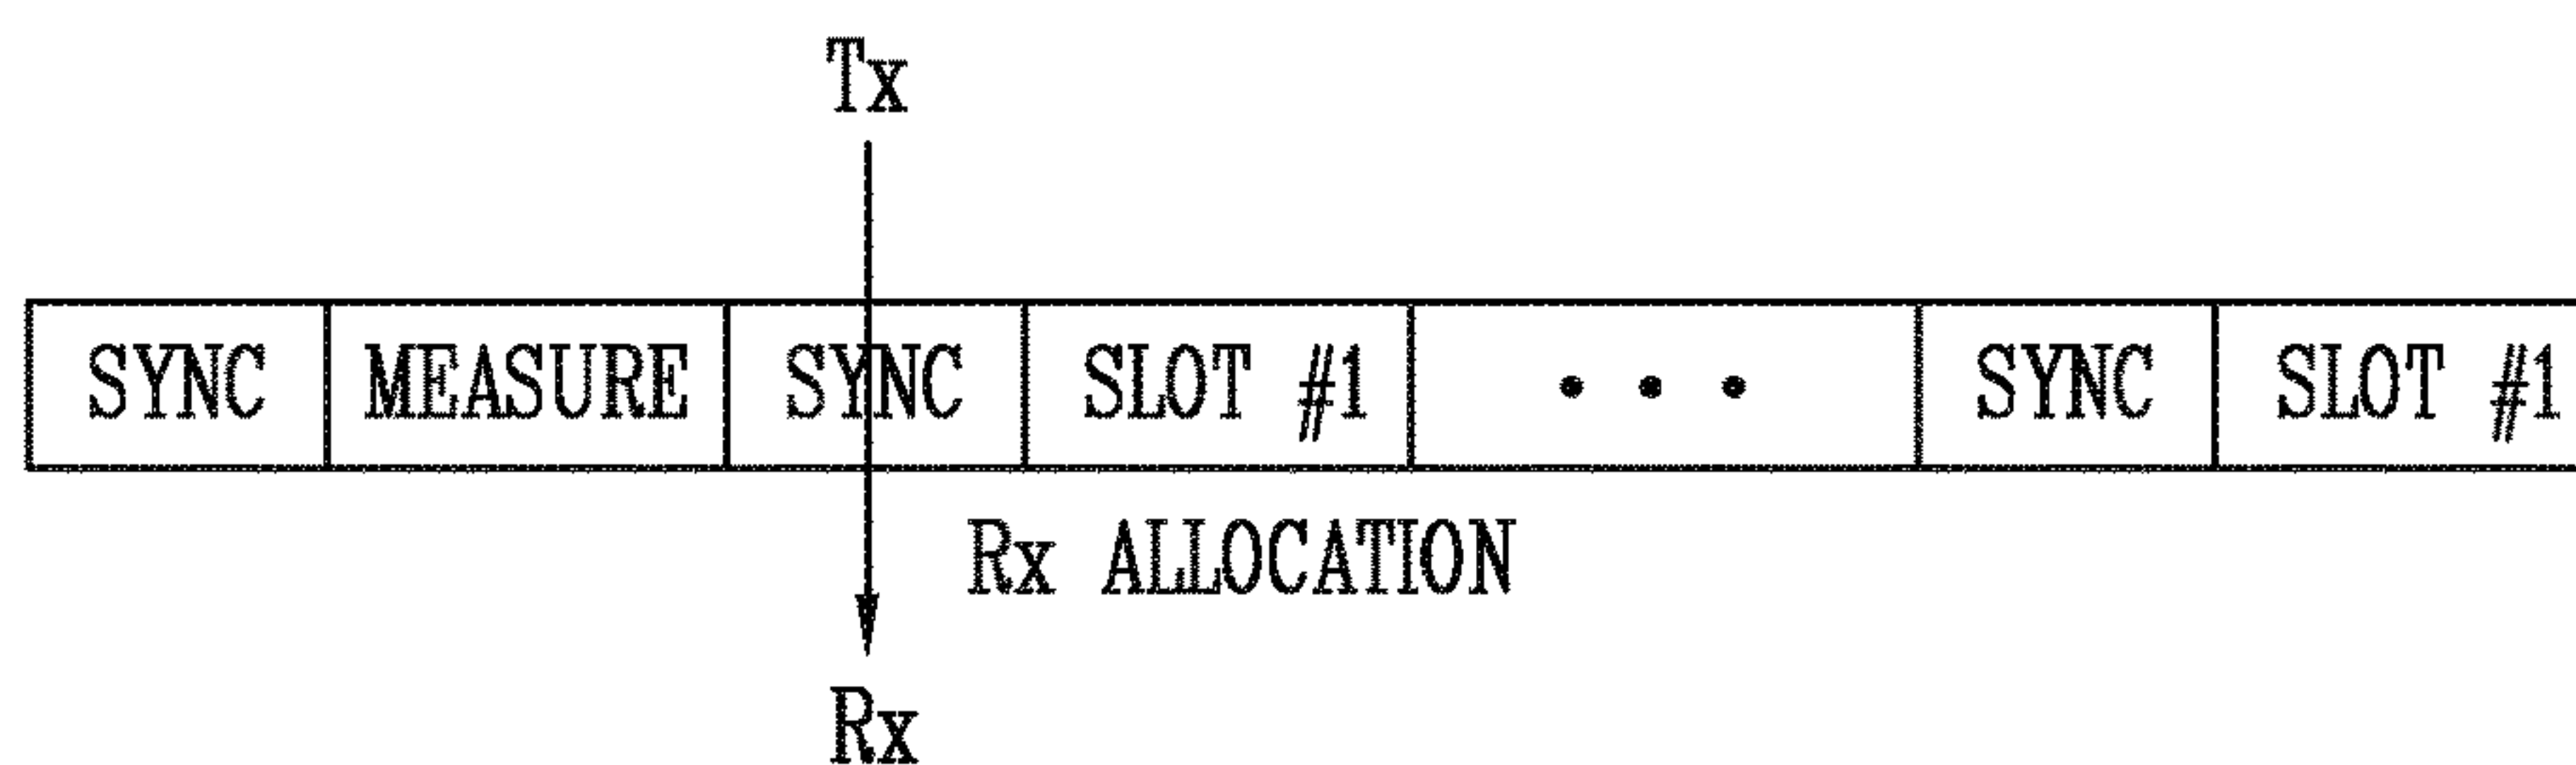 Tx
SYNC MEASURE SYNC SLOT #1 • • • SYNC SLOT #1
Rx ALLOCATION
Rx